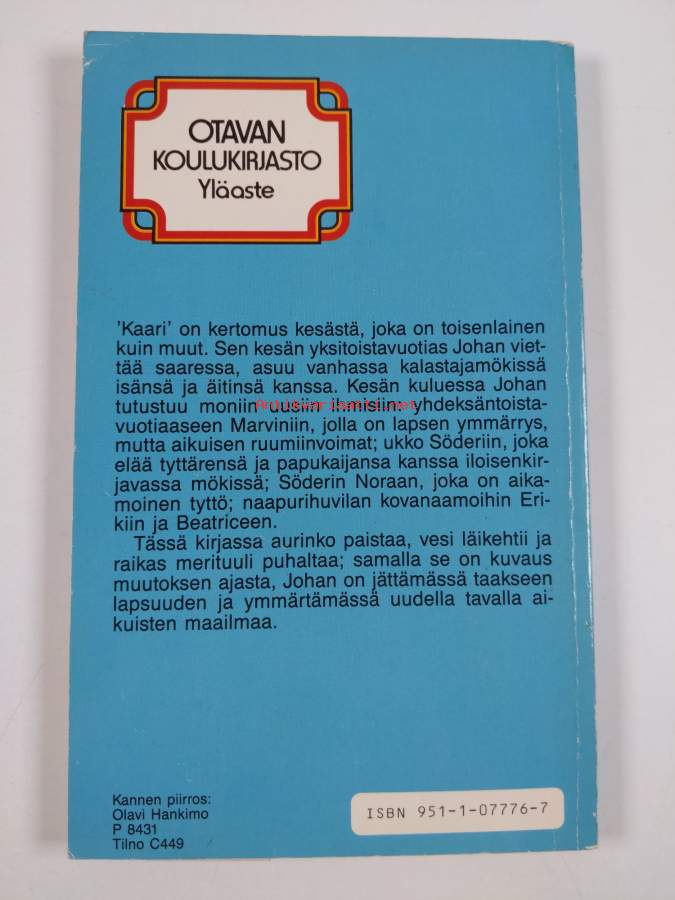 OTAVAN
KOULUKIRJASTO
Yläaste
'Kaari' on kertomus kesästä, joka on toisenlainen
kuin muut. Sen kesän yksitoistavuotias Johan viet-
tää saaressa, asuu vanhassa kalastajamökissä
isänsä ja äitinsä kanssa. Kesän kuluessa Johan
tutustuu moniin uusiin ihmisiin: yhdeksäntoista-
vuotiaaseen Marviniin, jolla on lapsen ymmärrys,
mutta aikuisen ruumiinvoimat; ukko Söderiin, joka
elää tyttärensä ja papukaijansa kanssa iloisenkir-
javassa mökissä; Söderin Noraan, joka on aika-
moinen tyttö; naapurihuvilan kovanaamoihin Eri-
kiin ja Beatriceen.
Tässä kirjassa aurinko paistaa, vesi läikehtii ja
raikas merituuli puhaltaa; samalla se on kuvaus
muutoksen ajasta, Johan on jättämässä taakseen
lapsuuden ja ymmärtämässä uudella tavalla ai-
kuisten maailmaa.
Antikvariaatti.net
Kannen piirros:
Olavi Hankimo
P 8431
Tilno C449
ISBN 951-1-07776-7